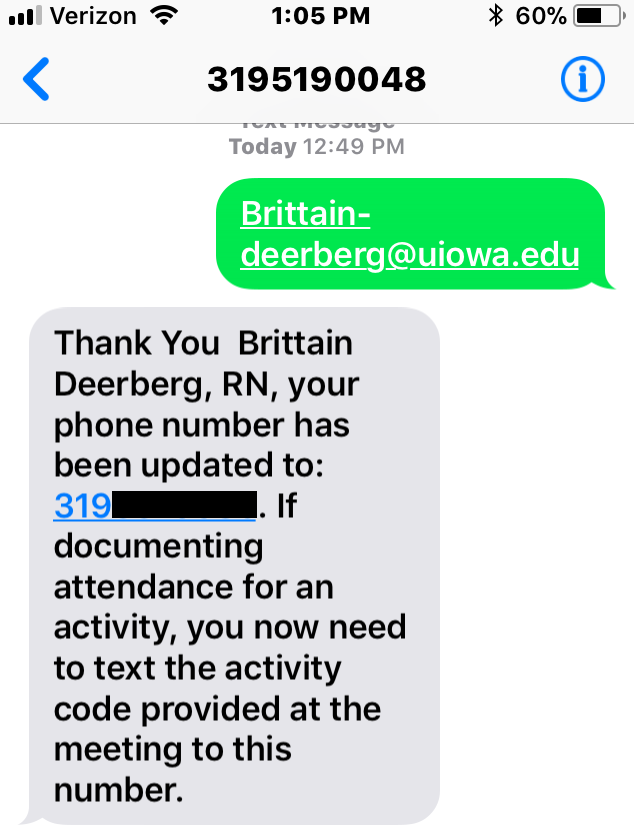 Verizon 1:05 PM 60%
3195190048
Text Message
Today 12:49 PM
Brittain-
deerberg@uiowa.edu
Thank You  Brittain
Deerberg, RN, your
phone number has
been updated to:
319. If
documenting
attendance for an
activity, you now need
to text the activity
code provided at the
meeting to this
number.